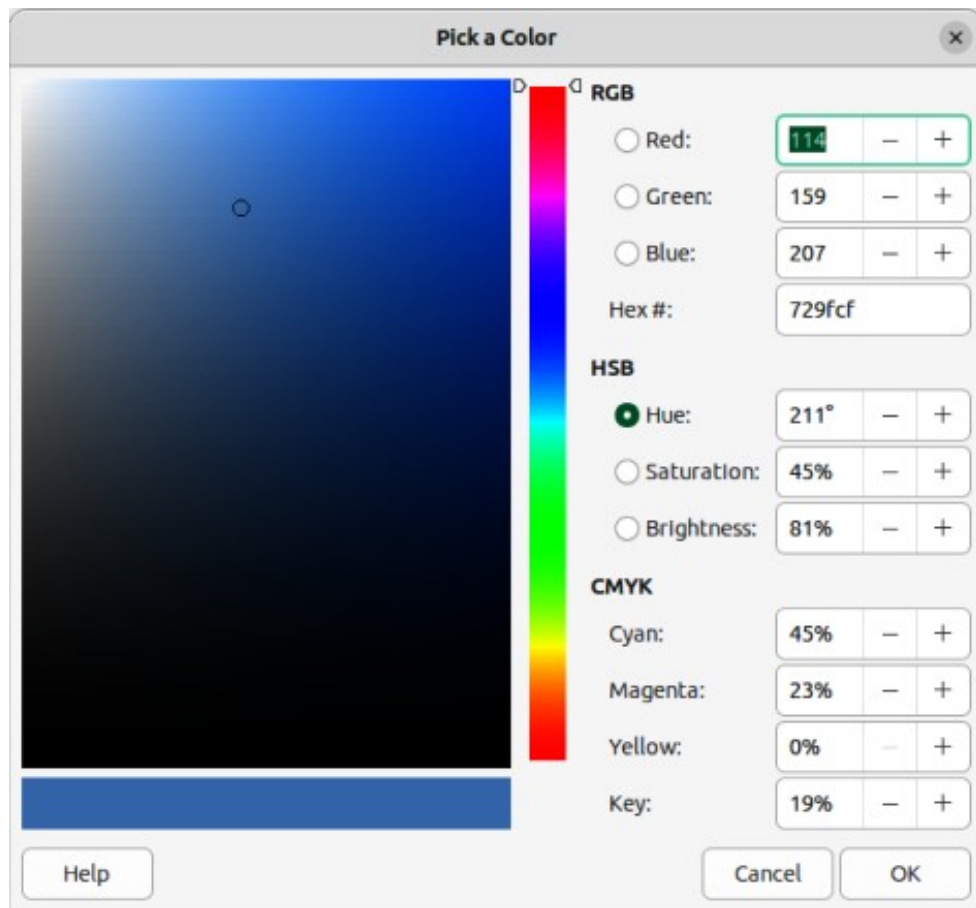 Pick a Color
RGB
Red: 114
Green: 159
Blue: 207
Hex #: 729fcf
HSB
Hue: 211°
Saturation: 45%
Brightness: 81%
CMYK
Cyan: 45%
Magenta: 23%
Yellow: 0%
Key: 19%
Help Cancel OK